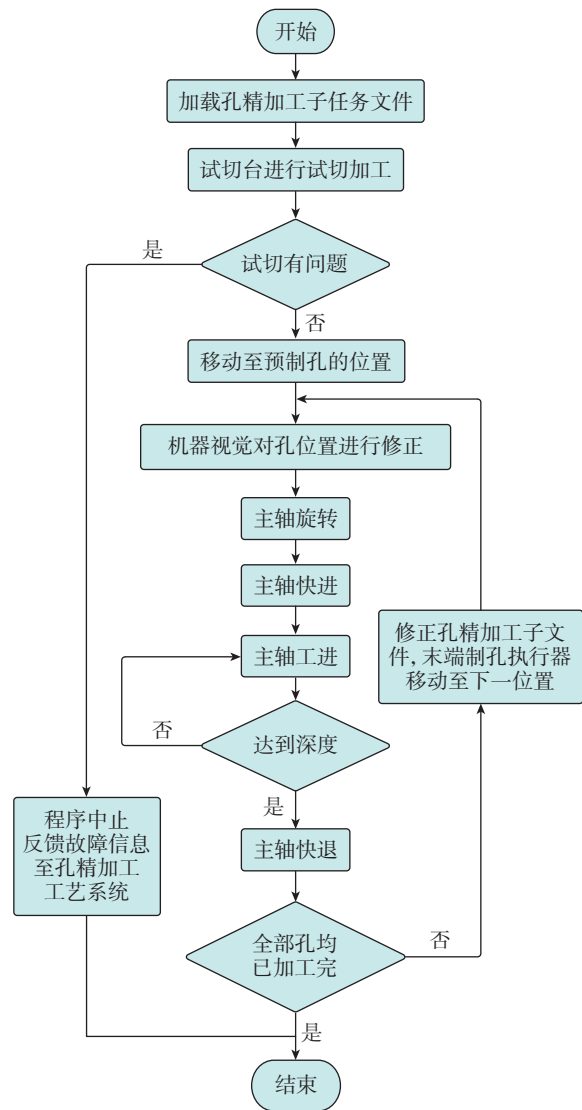 开始
加载孔精加工子任务文件
试切台进行试切加工
是
试切有问题
否
移动至预制孔的位置
机器视觉对孔位置进行修正
主轴旋转
主轴快进
主轴工进
修正孔精加工子文
件,末端制孔执行器
移动至下一位置
否
达到深度
是
程序中止
反馈故障信息
至孔精加工
工艺系统
主轴快退
全部孔均
已加工完
否
是
结束